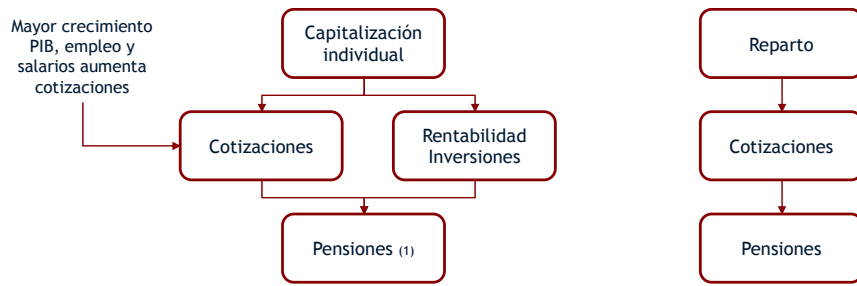 Mayor crecimiento
PIB, empleo y
salarios aumenta
cotizaciones
Capitalización
individual
Cotizaciones
Rentabilidad
Inversiones
Pensiones (1)
Reparto
Cotizaciones
Pensiones